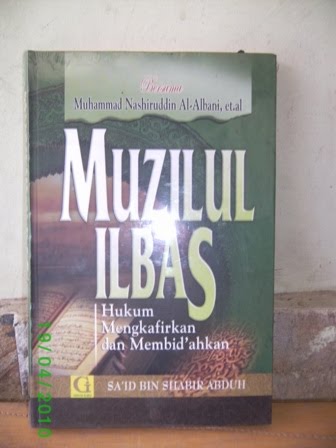 Bersama
Muhammad Nashiruddin Al-Albani, et.al
MUZILUL
ILBAS
Hukum
Mengkafirkan
dan Membid'ahkan
G
SA'ID BIN SHABIR ABDUH
19/04/2010